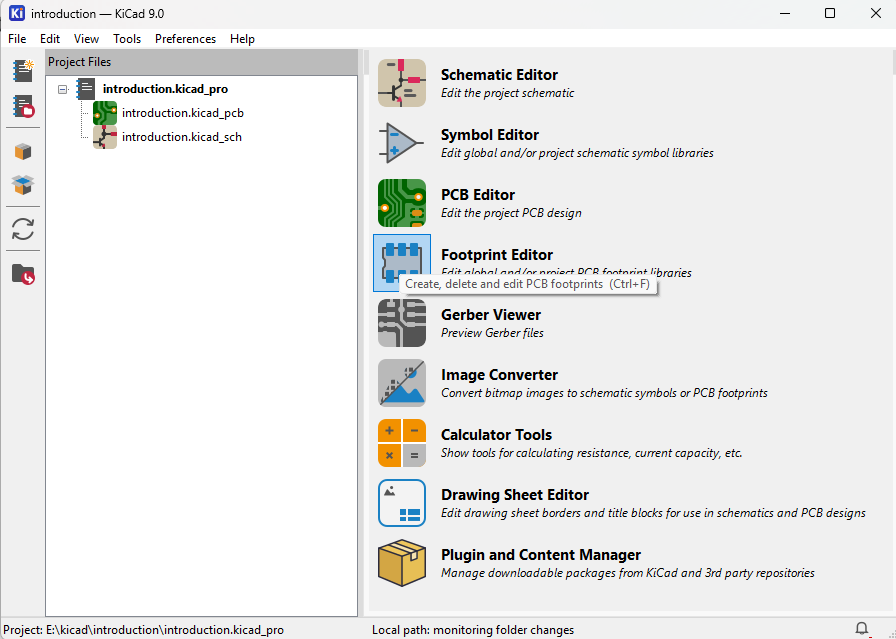 Ki introduction — KiCad 9.0
File Edit View Tools Preferences Help
Project Files
introduction.kicad_pro
introduction.kicad_pcb
introduction.kicad_sch
Schematic Editor
Edit the project schematic
Symbol Editor
Edit global and/or project schematic symbol libraries
PCB Editor
Edit the project PCB design
Footprint Editor
Edit global and/or project PCB footprint libraries
Create, delete and edit PCB footprints (Ctrl+F)
Gerber Viewer
Preview Gerber files
Image Converter
Convert bitmap images to schematic symbols or PCB footprints
Calculator Tools
Show tools for calculating resistance, current capacity, etc.
Drawing Sheet Editor
Edit drawing sheet borders and title blocks for use in schematics and PCB designs
Plugin and Content Manager
Manage downloadable packages from KiCad and 3rd party repositories
Project: E:\kicad\introduction\introduction.kicad_pro
Local path: monitoring folder changes